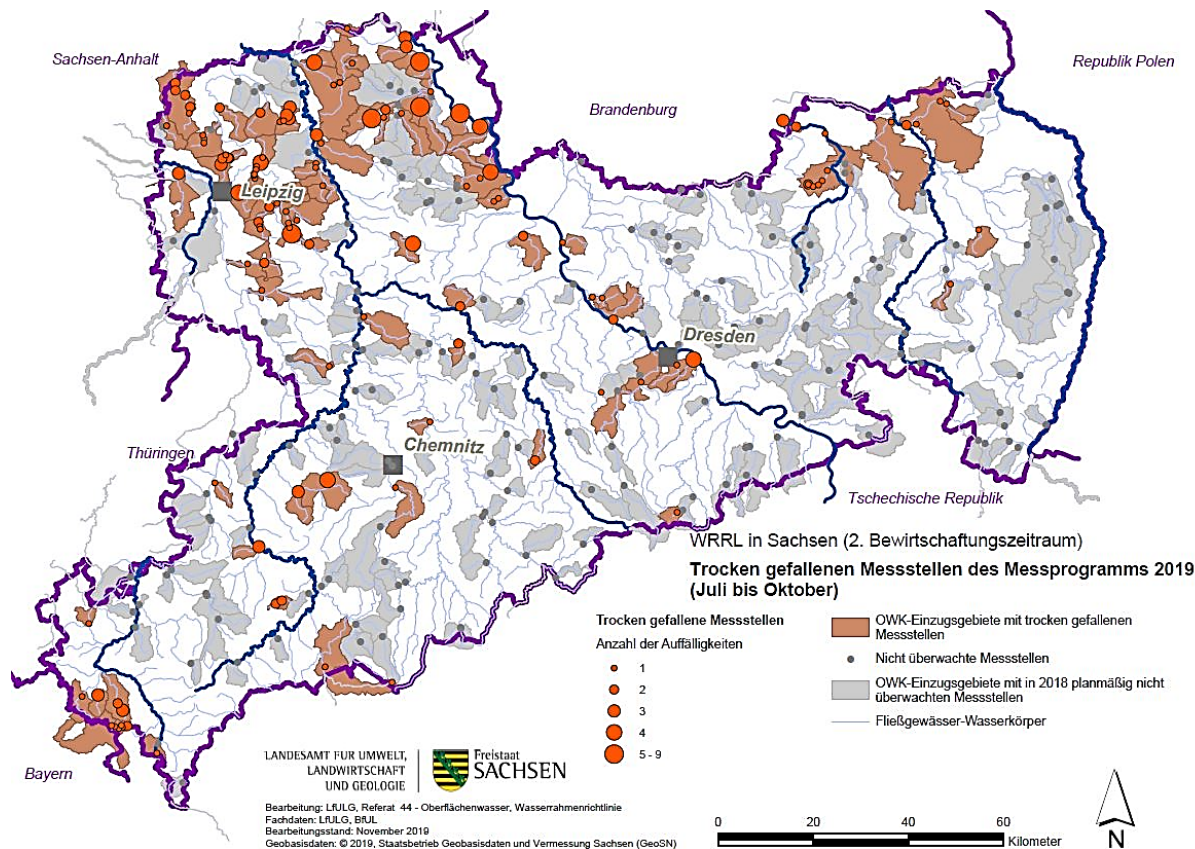 Sachsen-Anhalt
Republik Polen
Brandenburg
Leipzig
Dresden
Chemnitz
Thüringen
Tschechische Republik
Bayern
WRRL in Sachsen (2. Bewirtschaftungszeitraum)
Trocken gefallenen Messstellen des Messprogramms 2019
(Juli bis Oktober)
Trocken gefallene Messstellen
Anzahl der Auffälligkeiten
1
2
3
4
5 - 9
OWK-Einzugsgebiete mit trocken gefallenen
Messstellen
Nicht überwachte Messstellen
OWK-Einzugsgebiete mit in 2018 planmäßig nicht
überwachten Messstellen
Fließgewässer-Wasserkörper
LANDESAMT FÜR UMWELT,
LANDWIRTSCHAFT
UND GEOLOGIE
Freistaat
SACHSEN
Bearbeitung: LfULG, Referat 44 - Oberflächenwasser, Wasserrahmenrichtlinie
Fachdaten: LfULG, BfUL
Bearbeitungsstand: November 2019
Geobasisdaten: © 2019, Staatsbetrieb Geobasisdaten und Vermessung Sachsen (GeoSN)
0 20 40 60
Kilometer
N